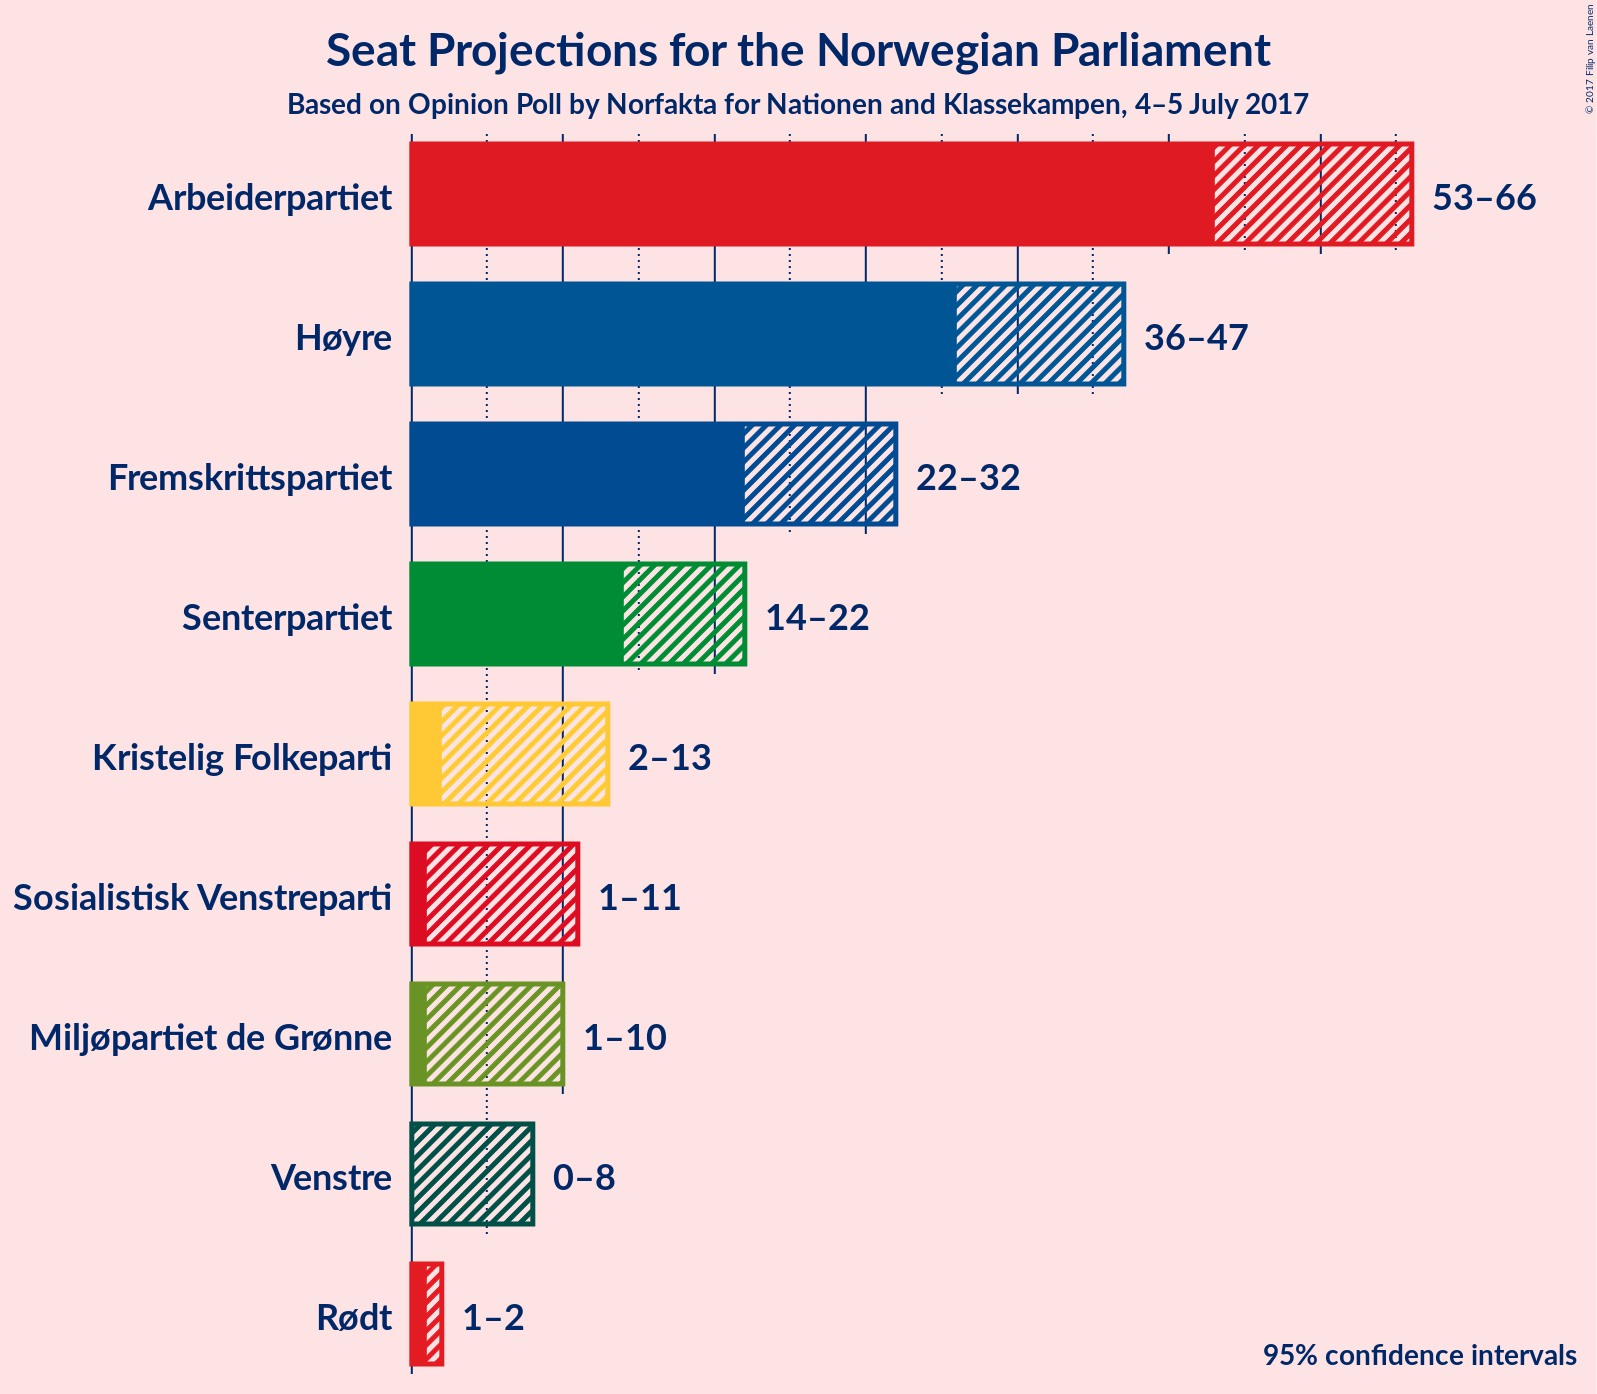 Seat Projections for the Norwegian Parliament
Based on Opinion Poll by Norfakta for Nationen and Klassekampen, 4–5 July 2017
© 2017 Filip van Laenen
Arbeiderpartiet 53–66
Høyre 36–47
Fremskrittspartiet 22–32
Senterpartiet 14–22
Kristelig Folkeparti 2–13
Sosialistisk Venstreparti 1–11
Miljøpartiet de Grønne 1–10
Venstre 0–8
Rødt 1–2
95% confidence intervals